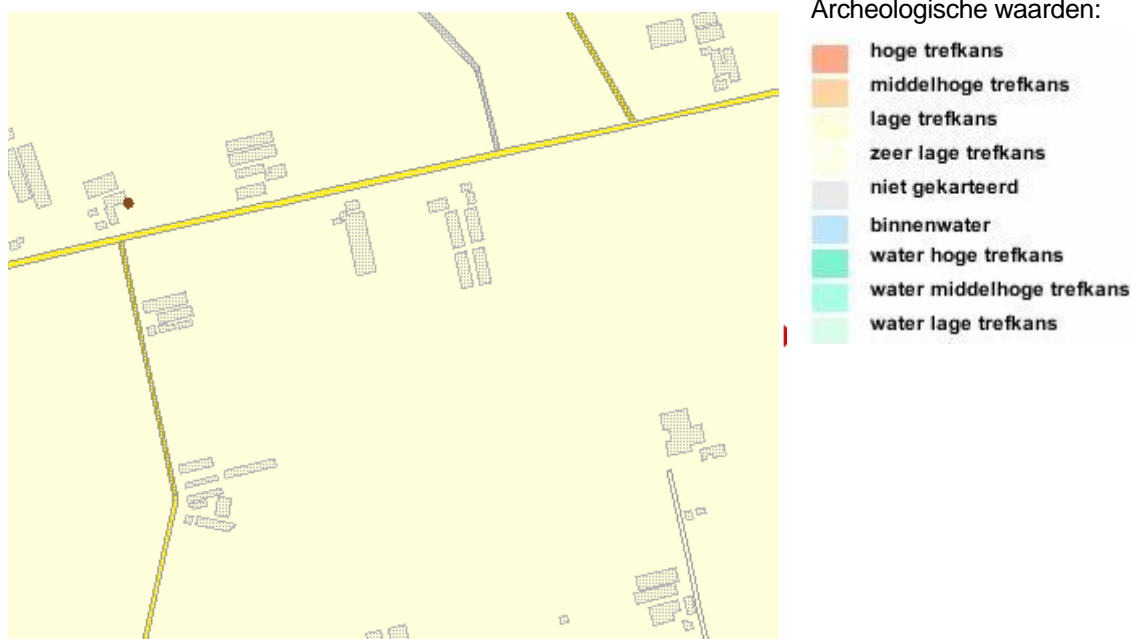 Archeologische waarden:
hoge trefkans
middelhoge trefkans
lage trefkans
zeer lage trefkans
niet gekarteerd
binnenwater
water hoge trefkans
water middelhoge trefkans
water lage trefkans